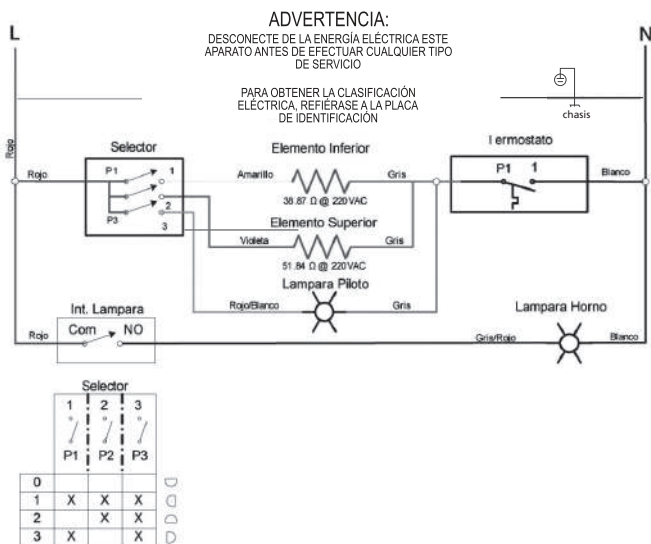 ADVERTENCIA:
DESCONECTE DE LA ENERGÍA ELÉCTRICA ESTE
APARATO ANTES DE EFECTUAR CUALQUIER TIPO
DE SERVICIO
PARA OBTENER LA CLASIFICACIÓN
ELÉCTRICA, REFIÉRASE A LA PLACA
DE IDENTIFICACIÓN
L
N
chasis
Rojo
Rojo
Selector
P1
1
2
P3
3
Amarillo
Elemento Inferior
38.87 Ω @ 220VAC
Gris
Violeta
Elemento Superior
51.84 Ω @ 220VAC
Gris
Rojo/Blanco
Lampara Piloto
Gris
I ermostato
P1
1
Blanco
Rojo
Int. Lampara
Com
NO
Gris/Rojo
Lampara Horno
Blanco
Selector
1 2 3
P1 P2 P3
0
1 X X X
2 X X
3 X X